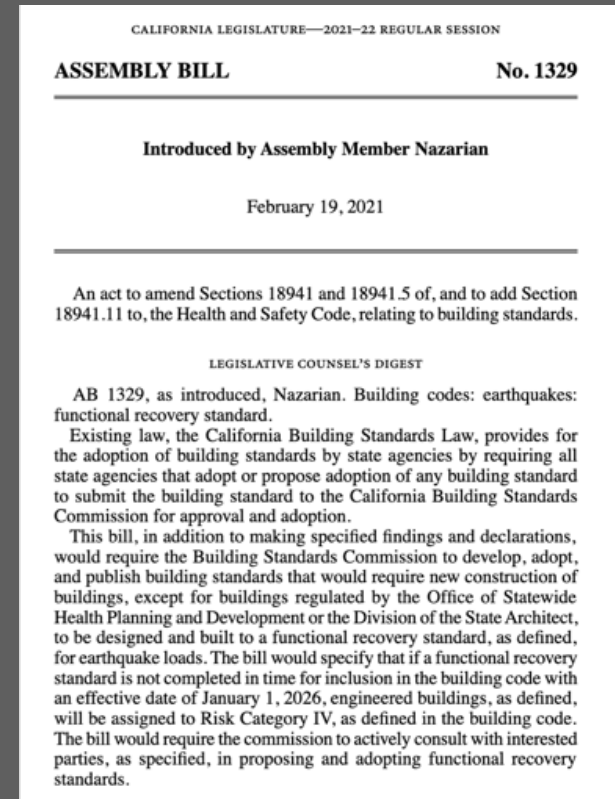 CALIFORNIA LEGISLATURE—2021–22 REGULAR SESSION
ASSEMBLY BILL No. 1329
Introduced by Assembly Member Nazarian
February 19, 2021
An act to amend Sections 18941 and 18941.5 of, and to add Section
18941.11 to, the Health and Safety Code, relating to building standards.
LEGISLATIVE COUNSEL'S DIGEST
AB 1329, as introduced, Nazarian. Building codes: earthquakes:
functional recovery standard.
Existing law, the California Building Standards Law, provides for
the adoption of building standards by state agencies by requiring all
state agencies that adopt or propose adoption of any building standard
to submit the building standard to the California Building Standards
Commission for approval and adoption.
This bill, in addition to making specified findings and declarations,
would require the Building Standards Commission to develop, adopt,
and publish building standards that would require new construction of
buildings, except for buildings regulated by the Office of Statewide
Health Planning and Development or the Division of the State Architect,
to be designed and built to a functional recovery standard, as defined,
for earthquake loads. The bill would specify that if a functional recovery
standard is not completed in time for inclusion in the building code with
an effective date of January 1, 2026, engineered buildings, as defined,
will be assigned to Risk Category IV, as defined in the building code.
The bill would require the commission to actively consult with interested
parties, as specified, in proposing and adopting functional recovery
standards.